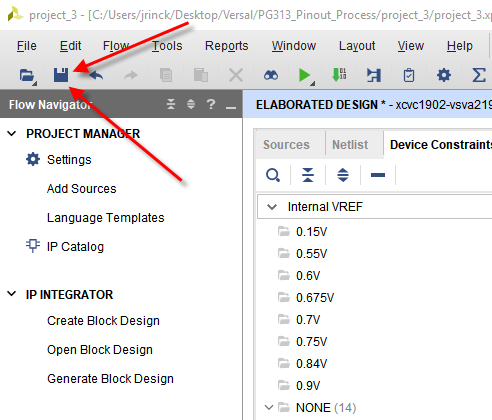 project_3 - [C:/Users/jrinck/Desktop/Versal/PG313_Pinout_Process/project_3/project_3.xp
File Edit Flow Tools Reports Window Layout View Help
Flow Navigator ? _
ELABORATED DESIGN * - xcvc1902-vsva219
PROJECT MANAGER
Settings
Add Sources
Language Templates
IP Catalog
IP INTEGRATOR
Create Block Design
Open Block Design
Generate Block Design
Sources Netlist Device Constraints
Internal VREF
0.15V
0.55V
0.6V
0.675V
0.7V
0.75V
0.84V
0.9V
NONE (14)